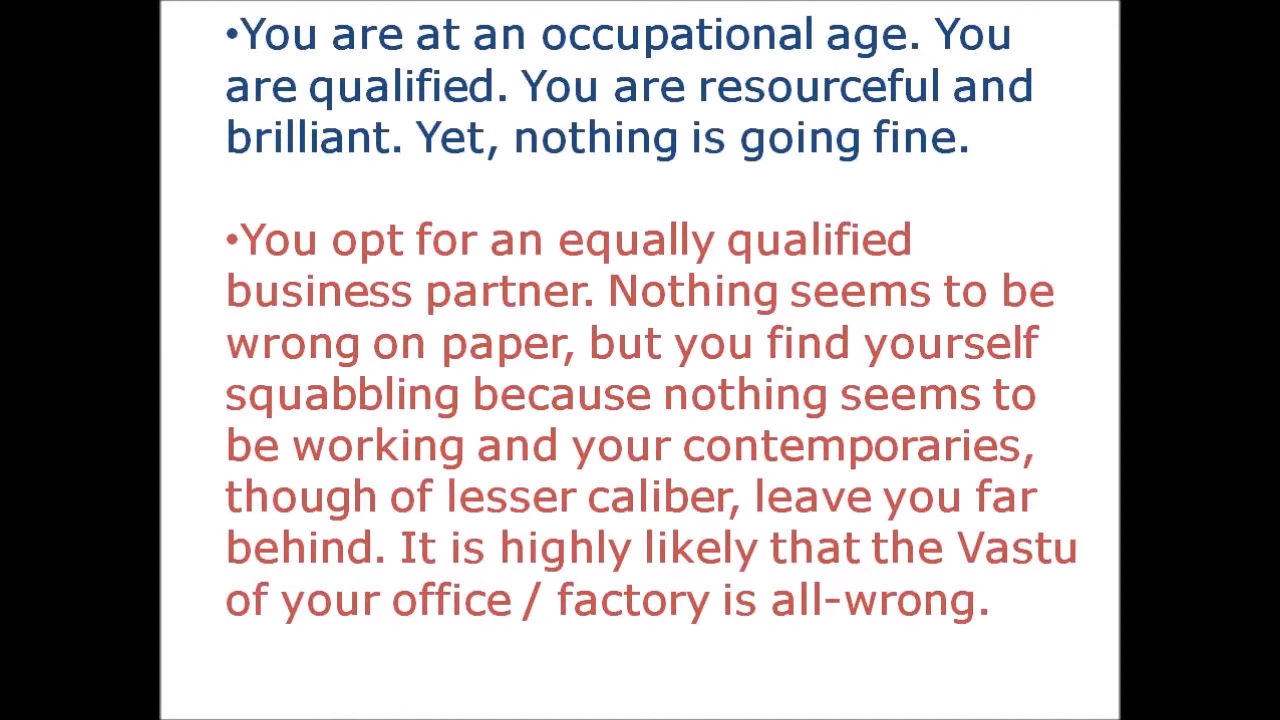 •You are at an occupational age. You
are qualified. You are resourceful and
brilliant. Yet, nothing is going fine.
•You opt for an equally qualified
business partner. Nothing seems to be
wrong on paper, but you find yourself
squabbling because nothing seems to
be working and your contemporaries,
though of lesser caliber, leave you far
behind. It is highly likely that the Vastu
of your office / factory is all-wrong.